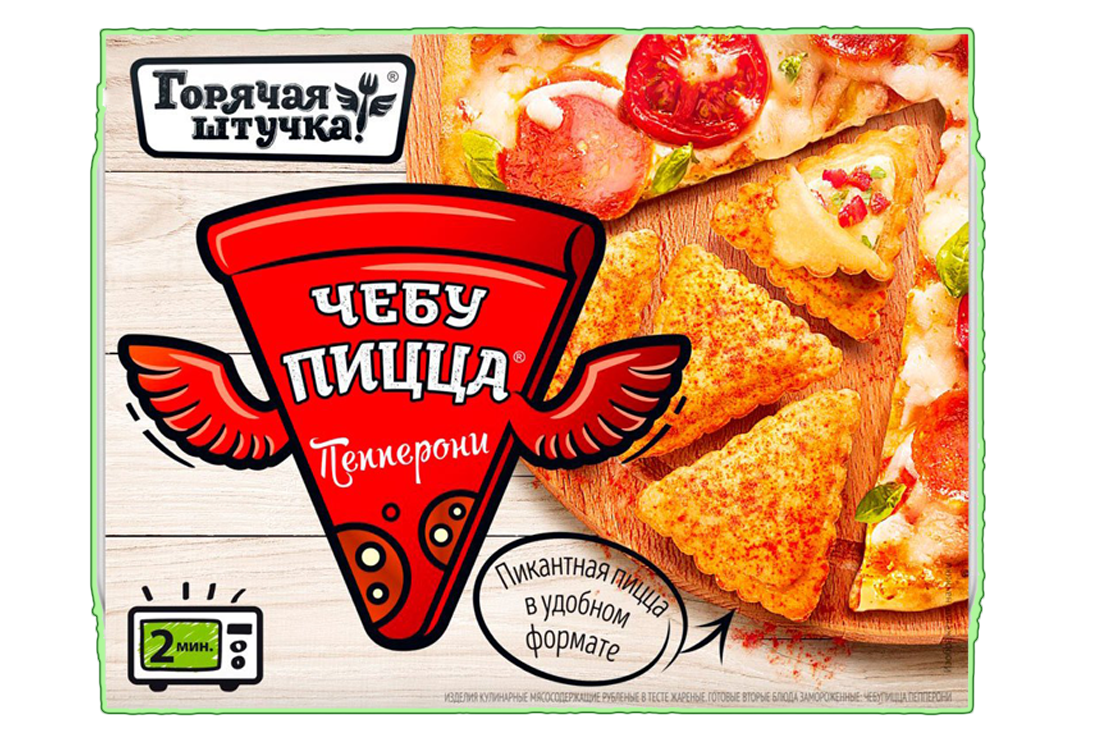 Горячая
штучка!®
ЧЕБУ
ПИЦЦА®
Пепперони
Пикантная пицца
в удобном
формате
2 мин.
ИЗДЕЛИЯ КУЛИНАРНЫЕ МЯСОСОДЕРЖАЩИЕ РУБЛЕНЫЕ В ТЕСТЕ ЖАРЕНЫЕ. ГОТОВЫЕ ВТОРЫЕ БЛЮДА ЗАМОРОЖЕННЫЕ: ЧЕБУПИЦЦА ПЕППЕРОНИ